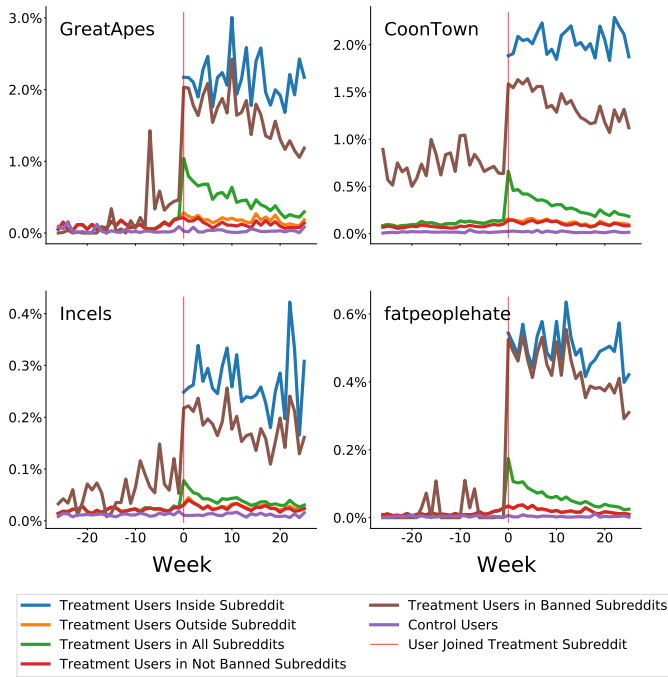 GreatApes
3.0%
2.0%
1.0%
0.0%
CoonTown
2.0%
1.5%
1.0%
0.5%
0.0%
Incels
0.4%
0.3%
0.2%
0.1%
0.0%
-20 -10 0 10 20
Week
fatpeoplehate
0.6%
0.4%
0.2%
0.0%
-20 -10 0 10 20
Week
Treatment Users Inside Subreddit
Treatment Users Outside Subreddit
Treatment Users in All Subreddits
Treatment Users in Not Banned Subreddits
Treatment Users in Banned Subreddits
Control Users
User Joined Treatment Subreddit